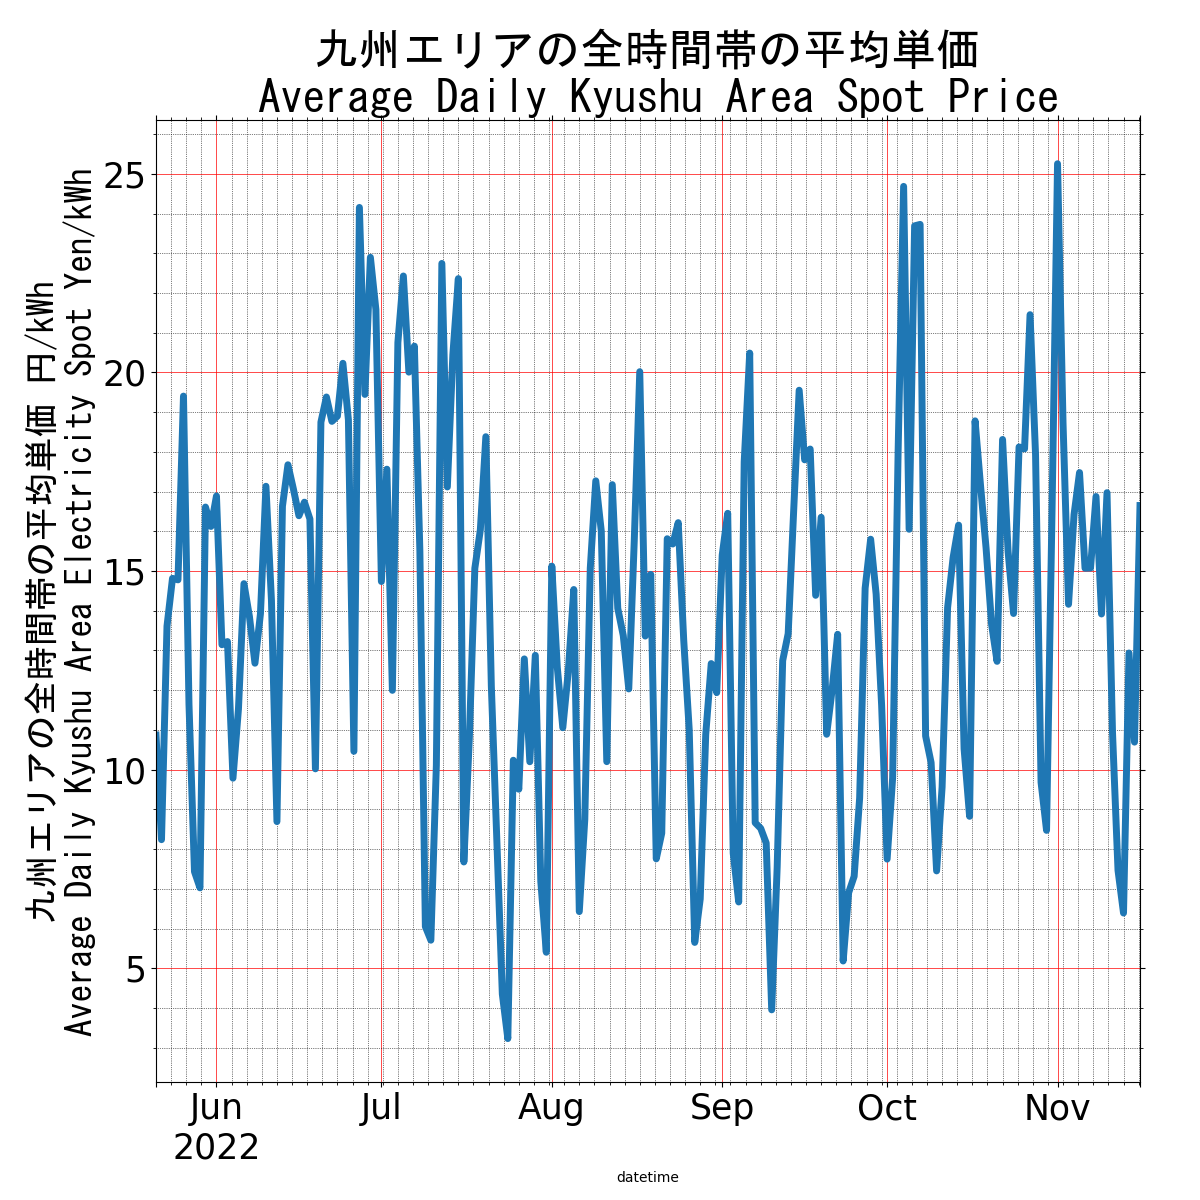 九州エリアの全時間帯の平均単価
Average Daily Kyushu Area Spot Price
九州エリアの全時間帯の平均単価 円/kWh
Average Daily Kyushu Area Electricity Spot Yen/kWh
25
20
15
10
5
Jun
2022
Jul
Aug
Sep
Oct
Nov
datetime